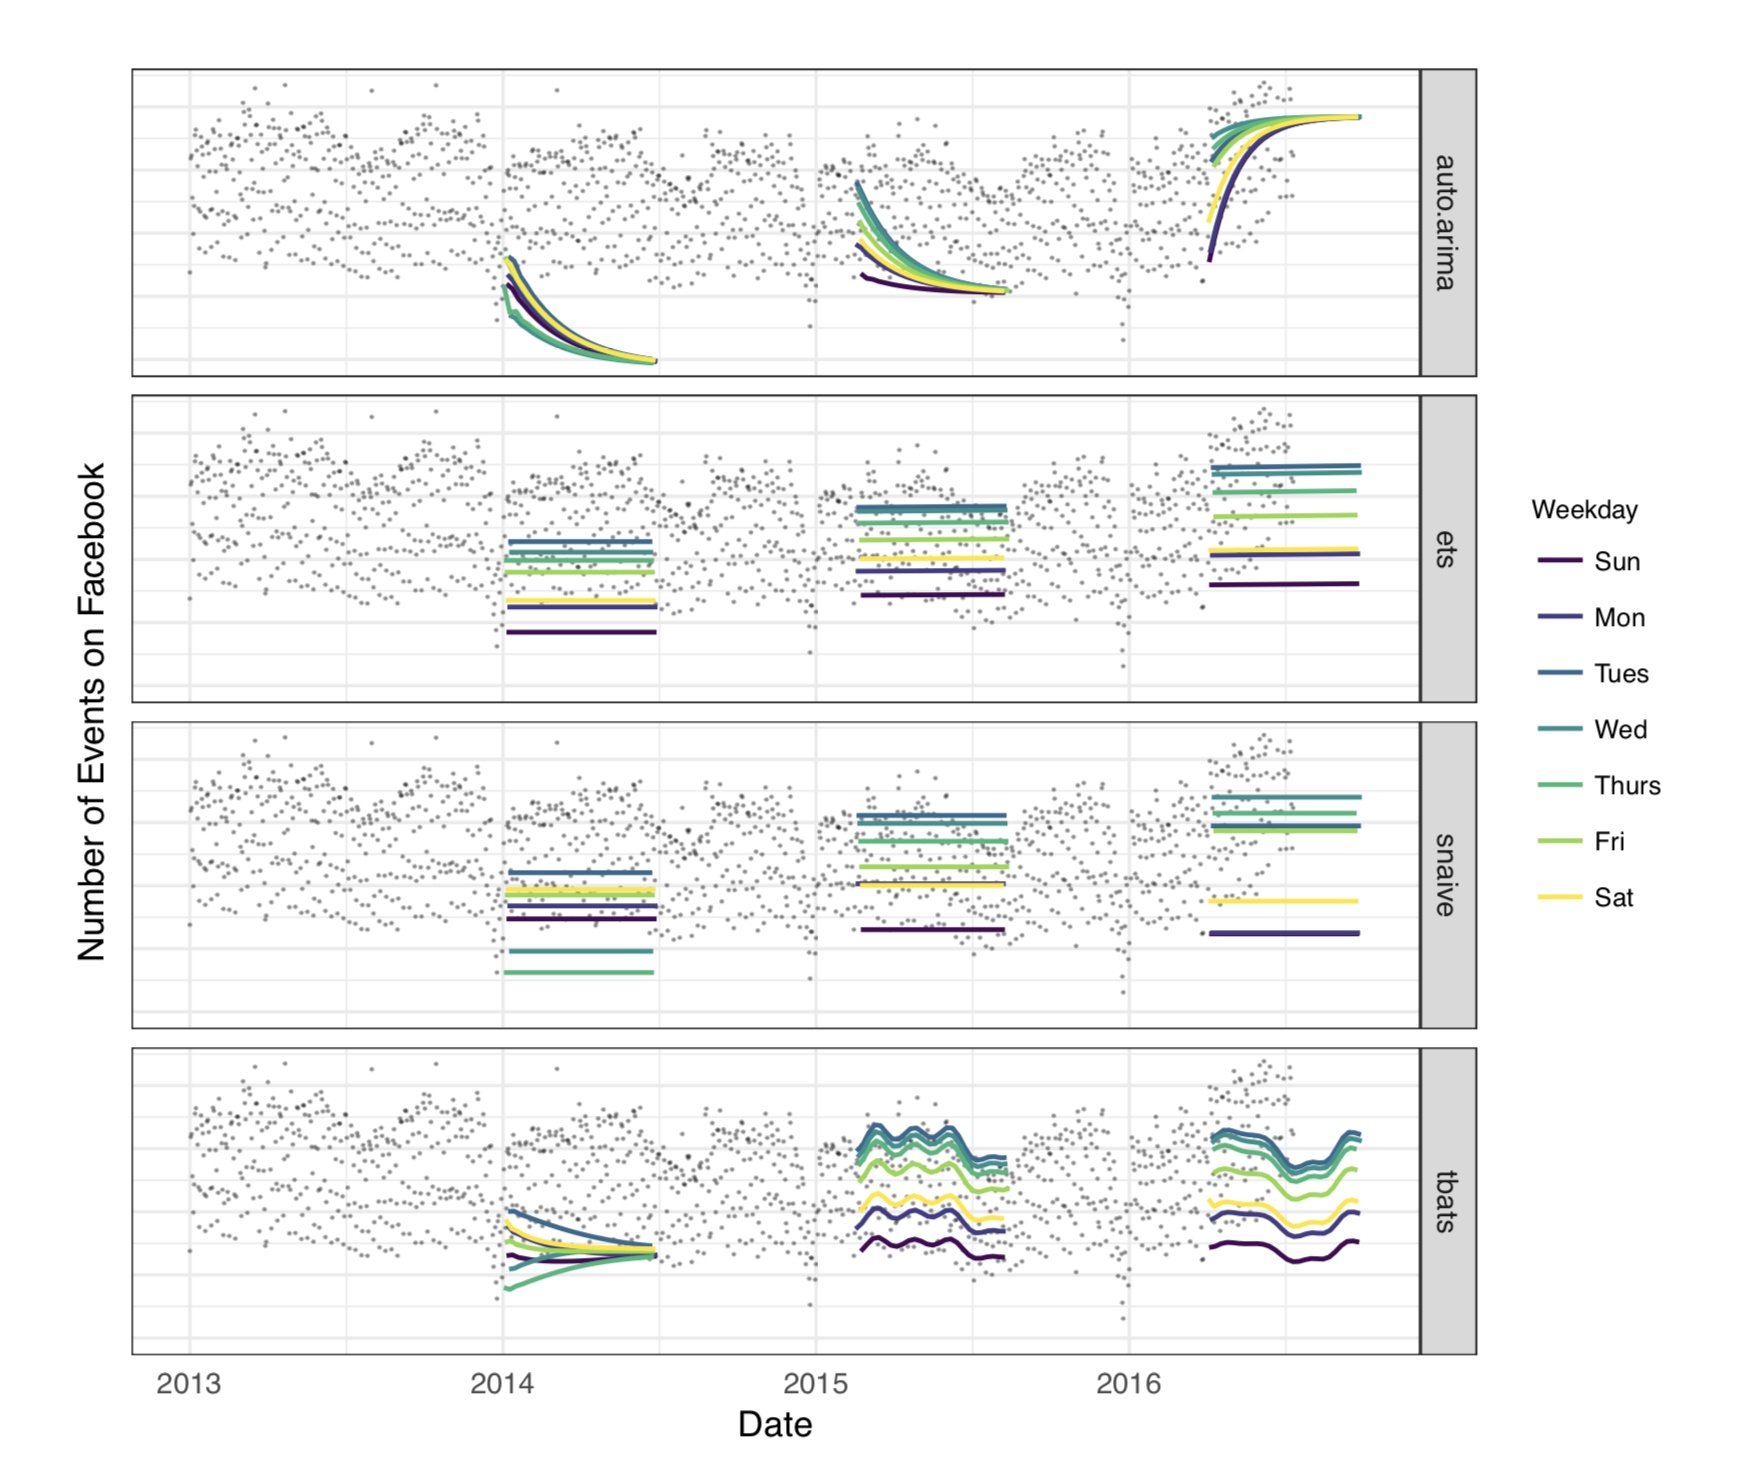 Number of Events on Facebook
auto.arima
ets
snaive
tbats
2013 2014 2015 2016
Date
Weekday
Sun
Mon
Tues
Wed
Thurs
Fri
Sat